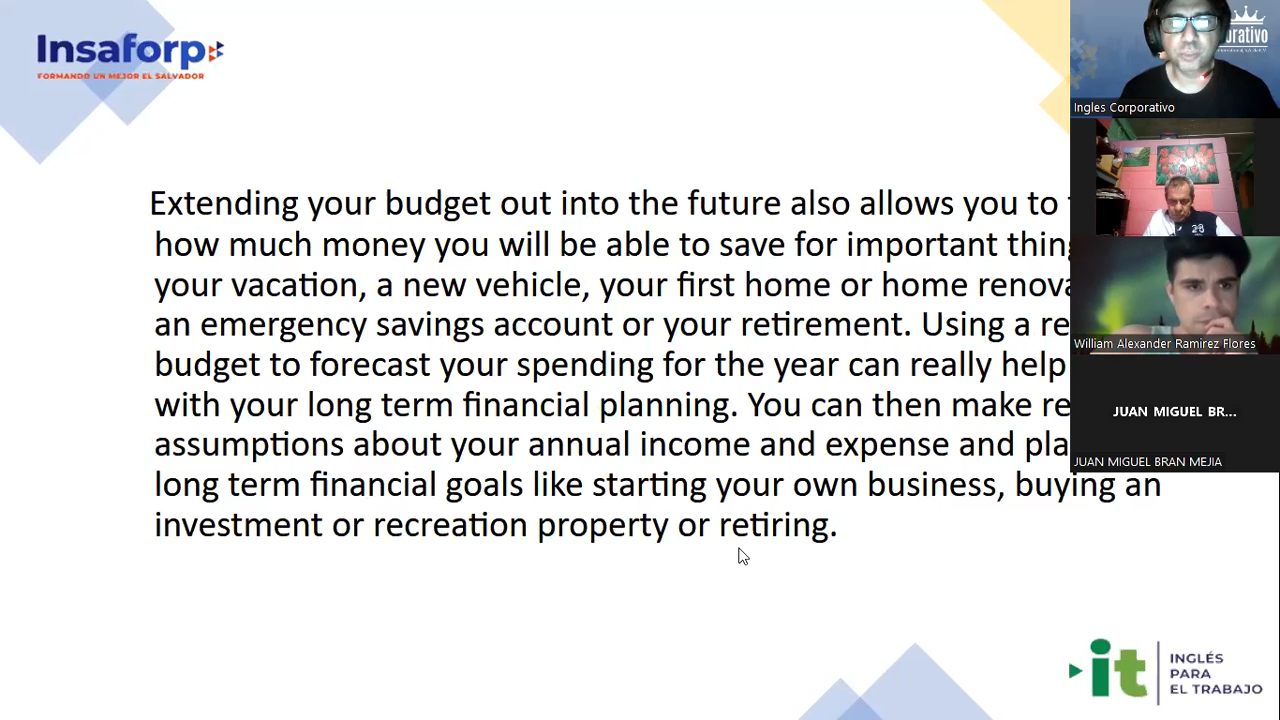 Insaforp
FORMANDO UN MEJOR EL SALVADOR
Extending your budget out into the future also allows you to
how much money you will be able to save for important
your vacation, a new vehicle, your first home or home
an emergency savings account or your retirement. Using a
budget to forecast your spending for the year can really help
with your long term financial planning. You can then make
assumptions about your annual income and expense and
long term financial goals like starting your own business, buying an
investment or recreation property or retiring.
Ingles Corporativo
William Alexander Ramirez Flores
JUAN MIGUEL BR...
JUAN MIGUEL BRAN MEJIA
it
INGLÉS
PARA
EL TRABAJO